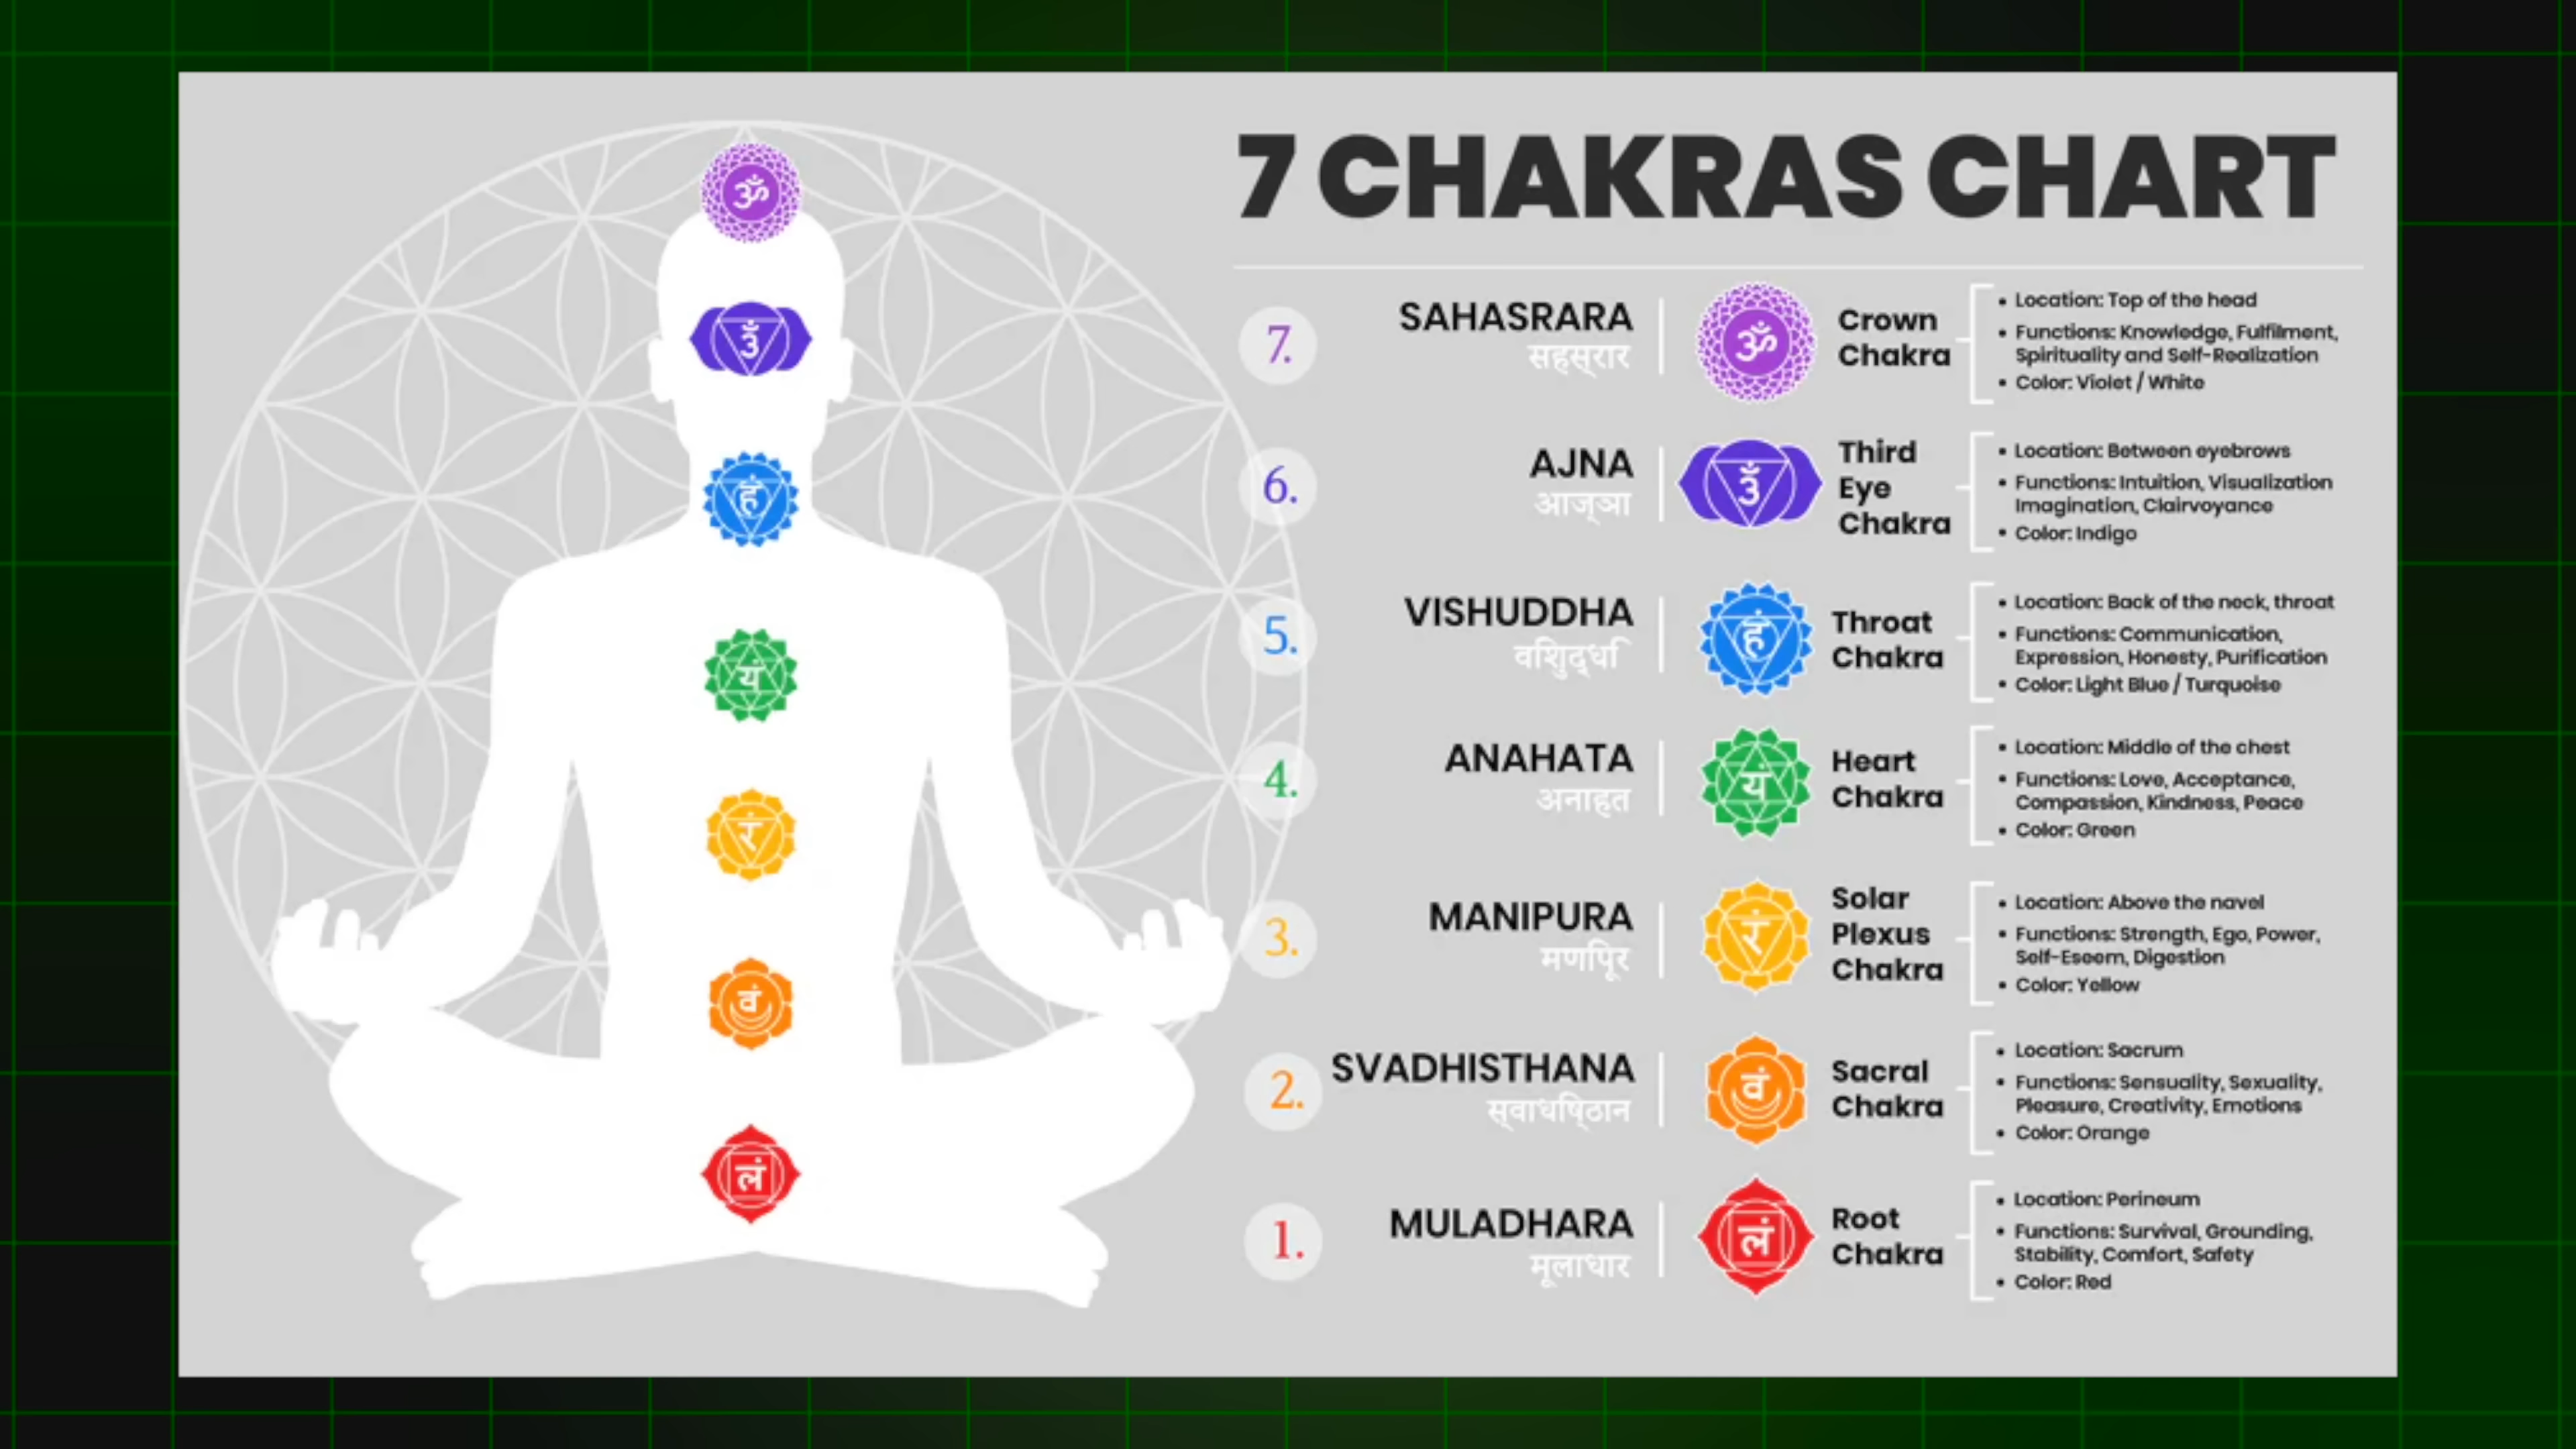 7 CHAKRAS CHART
ॐ
ॐ
हं
यं
रं
वं
लं
7.
SAHASRARA
सहस्रार
ॐ
Crown
Chakra
• Location: Top of the head
• Functions: Knowledge, Fulfilment,
Spirituality and Self-Realization
• Color: Violet / White
6.
AJNA
आज्ञा
ॐ
Third
Eye
Chakra
• Location: Between eyebrows
• Functions: Intuition, Visualization
Imagination, Clairvoyance
• Color: Indigo
5.
VISHUDDHA
हं
Throat
Chakra
• Location: Back of the neck, throat
• Functions: Communication,
Expression, Honesty, Purification
• Color: Light Blue / Turquoise
4.
ANAHATA
अनाहत
यं
Heart
Chakra
• Location: Middle of the chest
• Functions: Love, Acceptance,
Compassion, Kindness, Peace
• Color: Green
3.
MANIPURA
मणपिूर
रं
Solar
Plexus
Chakra
• Location: Above the navel
• Functions: Strength, Ego, Power,
Self-Eseem, Digestion
• Color: Yellow
2.
SVADHISTHANA
स्वाधषि्ठान
वं
Sacral
Chakra
• Location: Sacrum
• Functions: Sensuality, Sexuality,
Pleasure, Creativity, Emotions
• Color: Orange
1.
MULADHARA
मूलाधार
लं
Root
Chakra
• Location: Perineum
• Functions: Survival, Grounding,
Stability, Comfort, Safety
• Color: Red